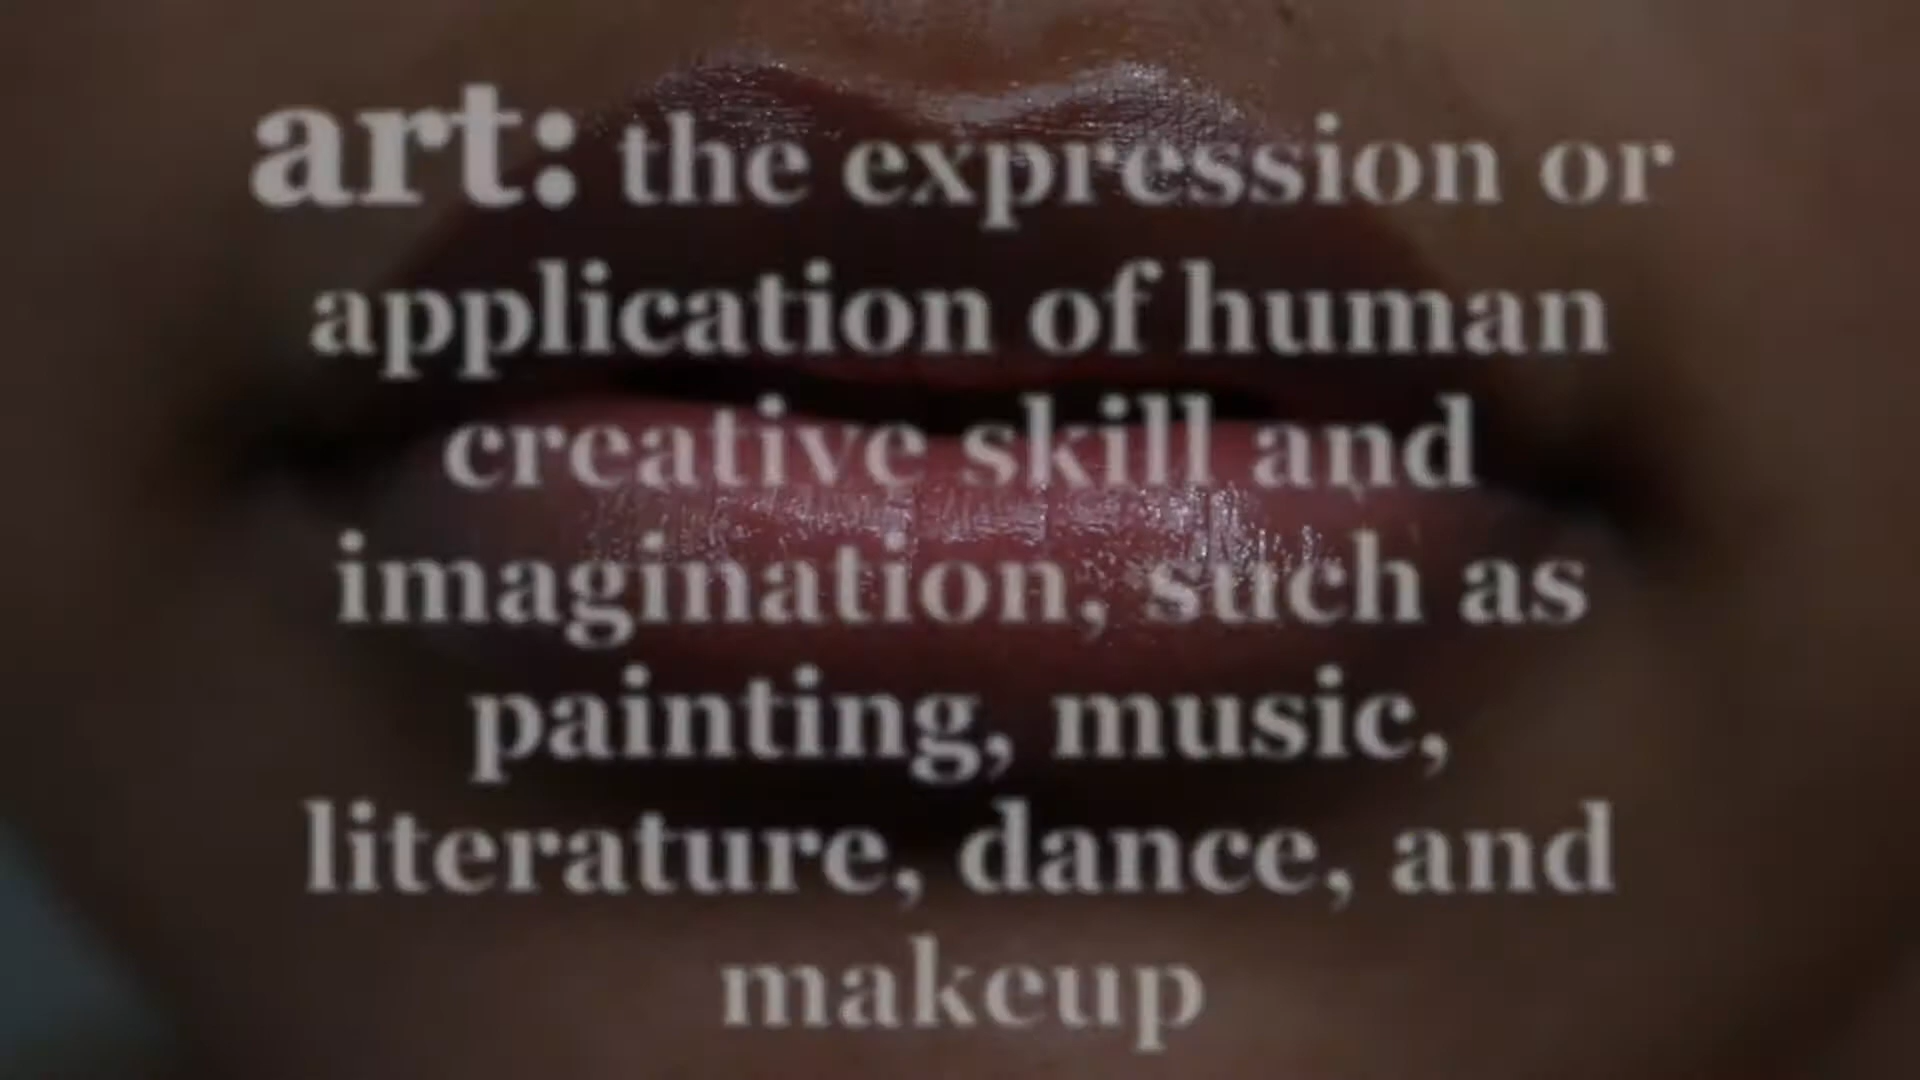 art: the expression or
application of human
creative skill and
imagination, such as
painting, music,
literature, dance, and
makeup